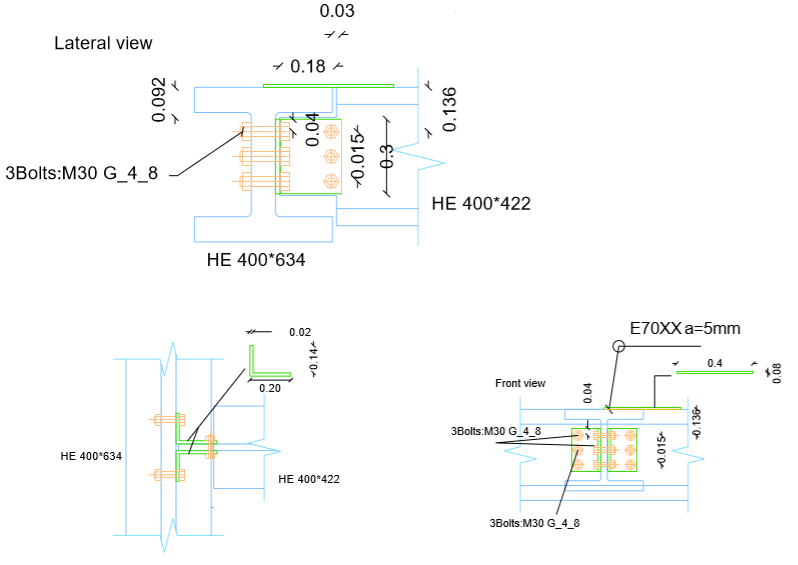 0.03
Lateral view
0.18
0.092
0.04
0.136
0.015
0.3
3Bolts:M30 G_4_8
HE 400*422
HE 400*634
0.02
0.14
0.20
HE 400*634
HE 400*422
E70XX a=5mm
0.4
0.08
Front view
0.04
0.136
3Bolts:M30 G_4_8
0.015
3Bolts:M30 G_4_8